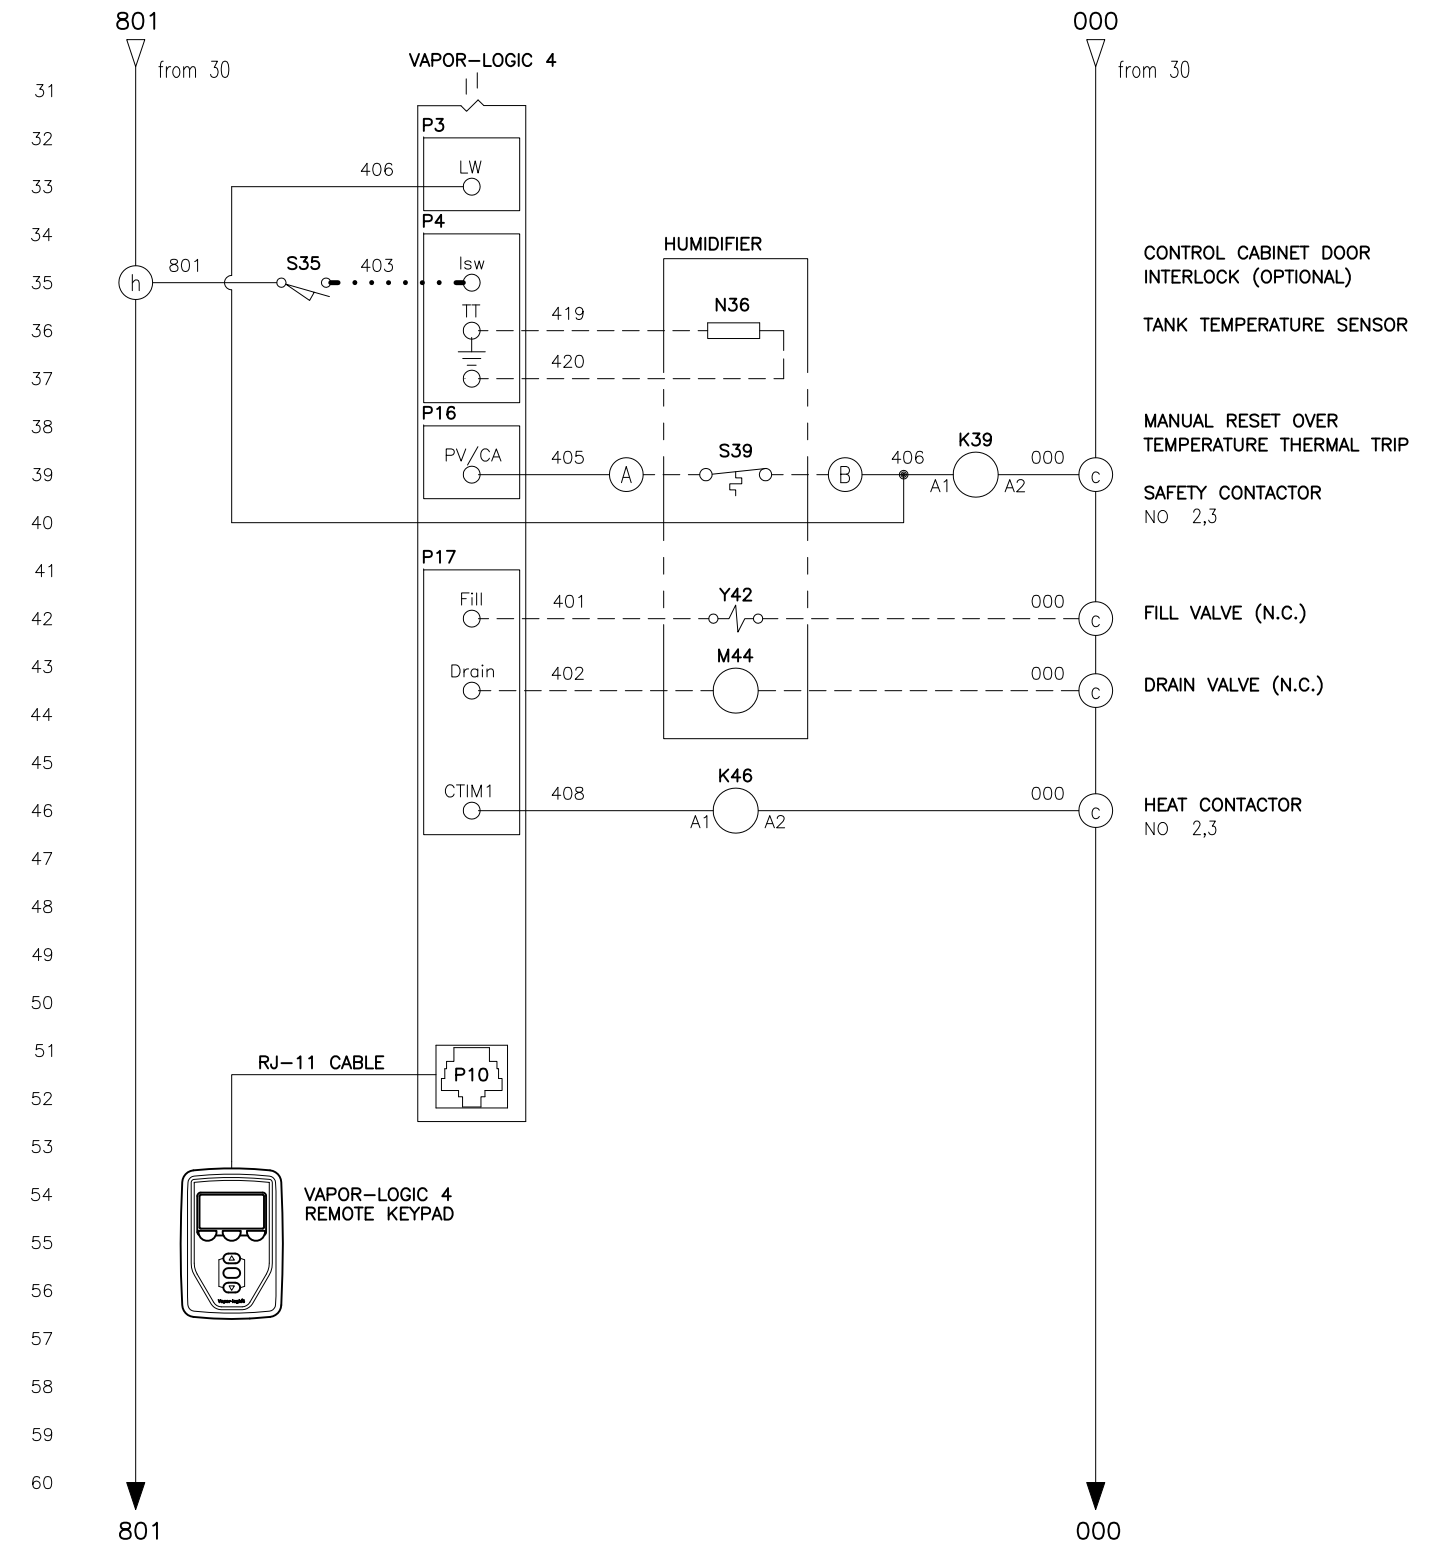 801
000
from 30
from 30
VAPOR-LOGIC 4
31
P3
32
406
LW
33
P4
34
HUMIDIFIER
CONTROL CABINET DOOR
801
S35
403
Isw
35
h
INTERLOCK (OPTIONAL)
TT
419
N36
36
TANK TEMPERATURE SENSOR
420
37
P16
38
MANUAL RESET OVER
TEMPERATURE THERMAL TRIP
PV/CA
405
S39
406
K39
000
39
A
B
A1
A2
c
SAFETY CONTACTOR
NO 2,3
40
P17
41
Fill
401
Y42
000
42
c
FILL VALVE (N.C.)
43
Drain
402
M44
000
c
DRAIN VALVE (N.C.)
44
45
CTIM1
408
K46
000
46
A1
A2
c
HEAT CONTACTOR
NO 2,3
47
48
49
50
51
RJ-11 CABLE
P10
52
53
54
VAPOR-LOGIC 4
REMOTE KEYPAD
55
56
Vapor-logic4
57
58
59
60
801
000